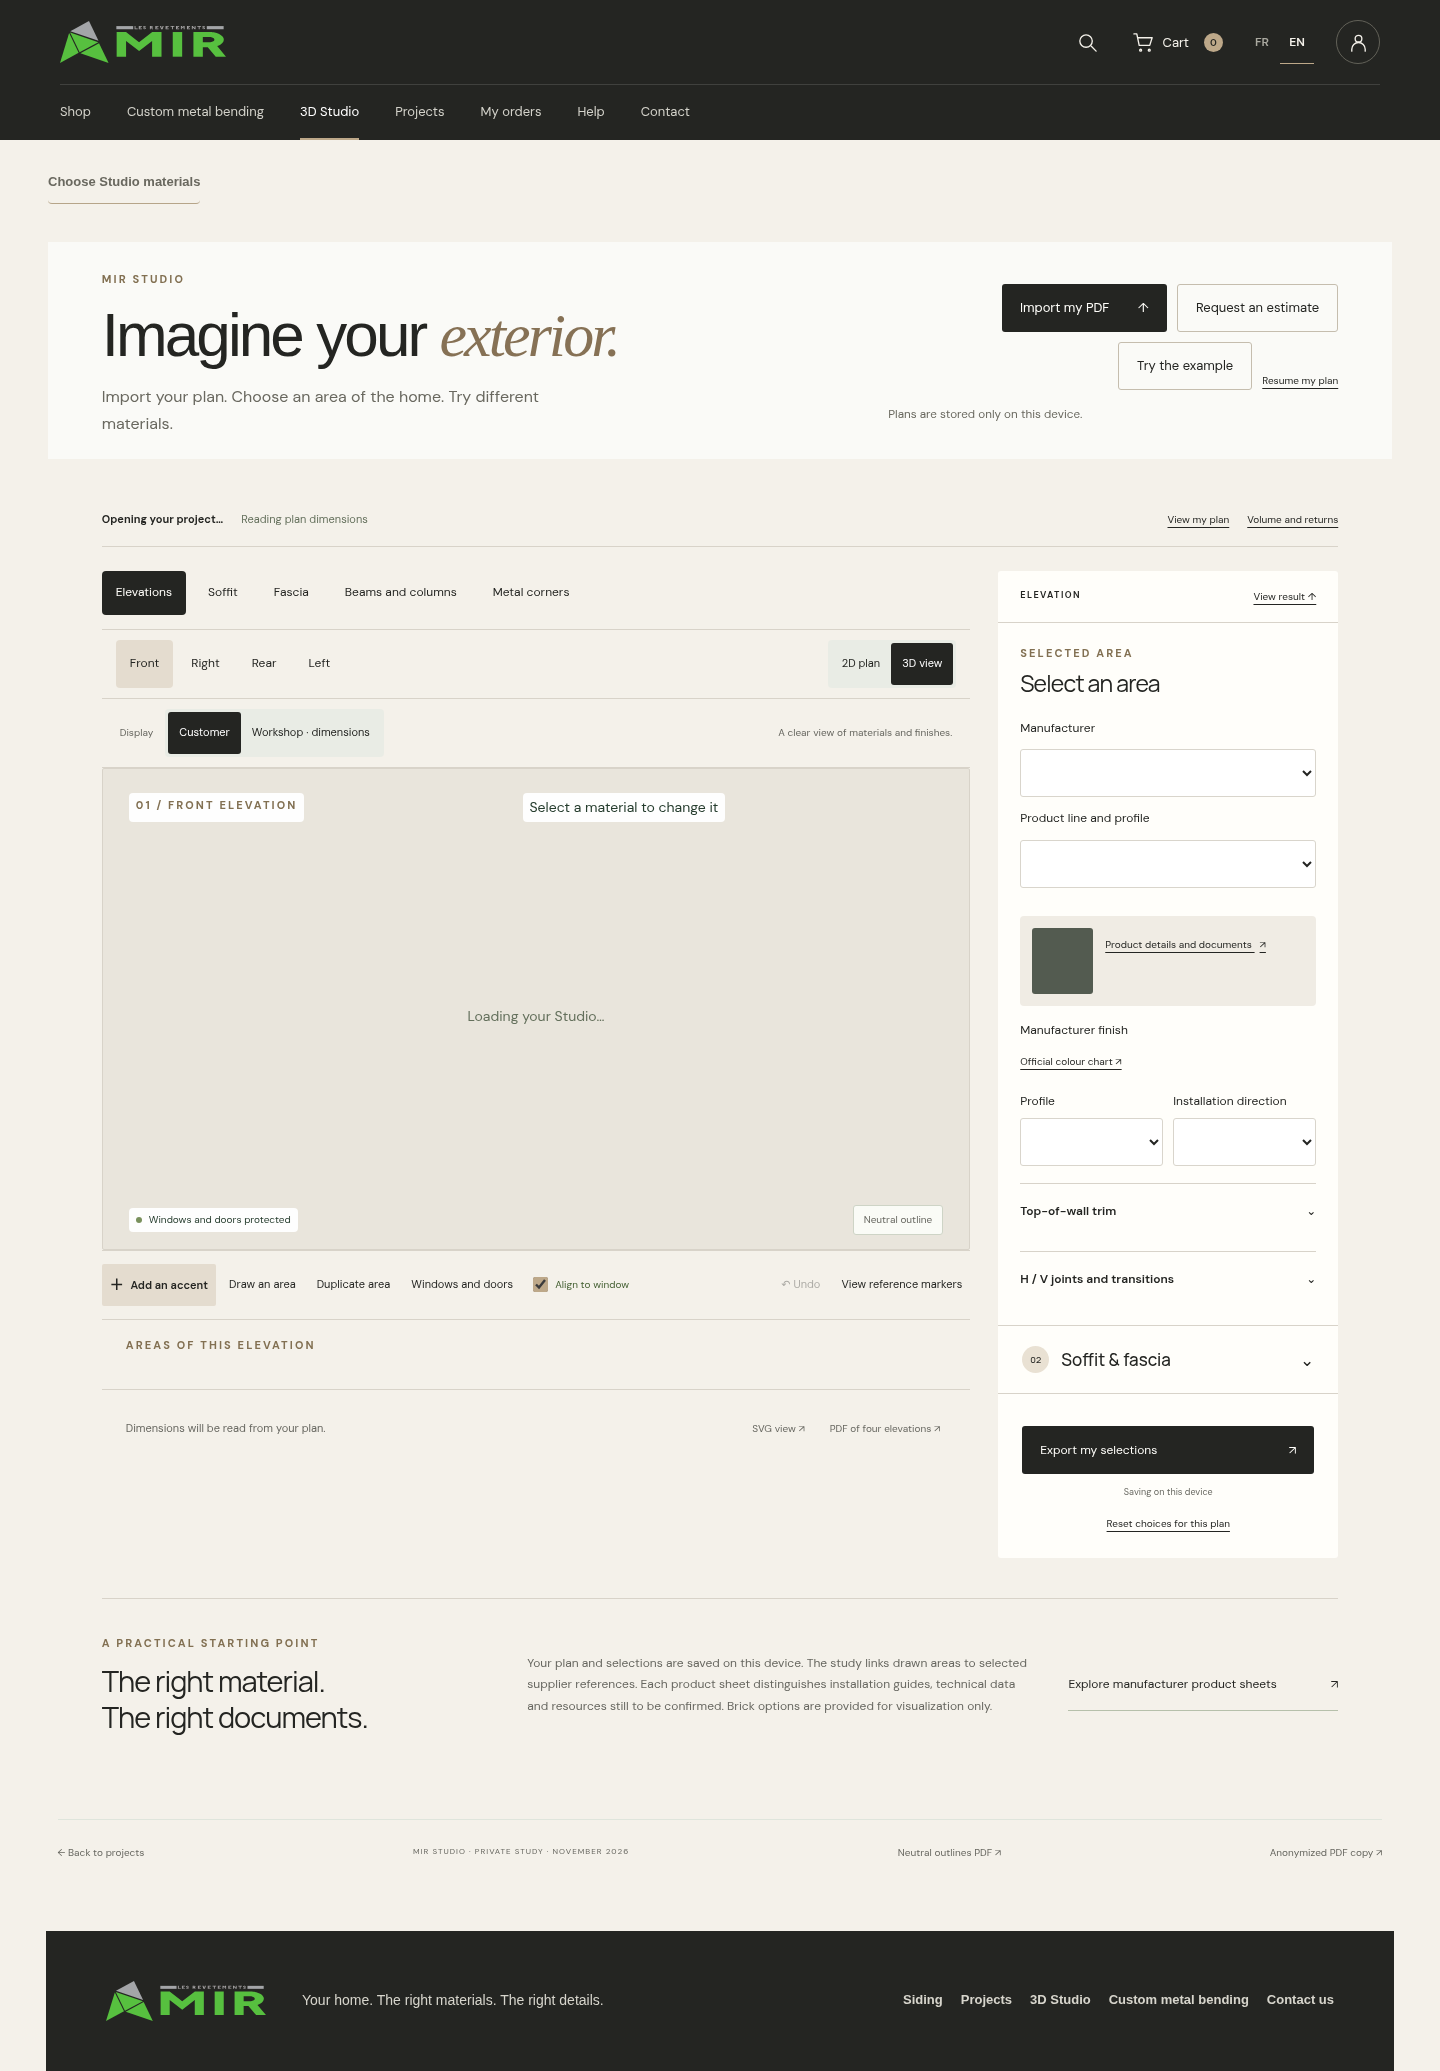 LES REVETEMENTS
MIR
Cart 0 FR EN
Shop Custom metal bending 3D Studio Projects My orders Help Contact
Choose Studio materials
MIR STUDIO
Imagine your exterior.
Import your plan. Choose an area of the home. Try different
materials.
Import my PDF ↑ Request an estimate
Try the example Resume my plan
Plans are stored only on this device.
Opening your project… Reading plan dimensions View my plan Volume and returns
Elevations Soffit Fascia Beams and columns Metal corners
Front Right Rear Left 2D plan 3D view
Display Customer Workshop · dimensions A clear view of materials and finishes.
01 / FRONT ELEVATION Select a material to change it
Loading your Studio…
Windows and doors protected Neutral outline
+ Add an accent Draw an area Duplicate area Windows and doors Align to window ↶ Undo View reference markers
AREAS OF THIS ELEVATION
Dimensions will be read from your plan. SVG view ↗ PDF of four elevations ↗
ELEVATION View result ↑
SELECTED AREA
Select an area
Manufacturer
Product line and profile
Product details and documents ↗
Manufacturer finish
Official colour chart ↗
Profile Installation direction
Top-of-wall trim
H / V joints and transitions
02 Soffit & fascia
Export my selections ↗
Saving on this device
Reset choices for this plan
A PRACTICAL STARTING POINT
The right material.
The right documents.
Your plan and selections are saved on this device. The study links drawn areas to selected
supplier references. Each product sheet distinguishes installation guides, technical data
and resources still to be confirmed. Brick options are provided for visualization only.
Explore manufacturer product sheets ↗
← Back to projects MIR STUDIO · PRIVATE STUDY · NOVEMBER 2026 Neutral outlines PDF ↗ Anonymized PDF copy ↗
LES REVETEMENTS
MIR
Your home. The right materials. The right details. Siding Projects 3D Studio Custom metal bending Contact us